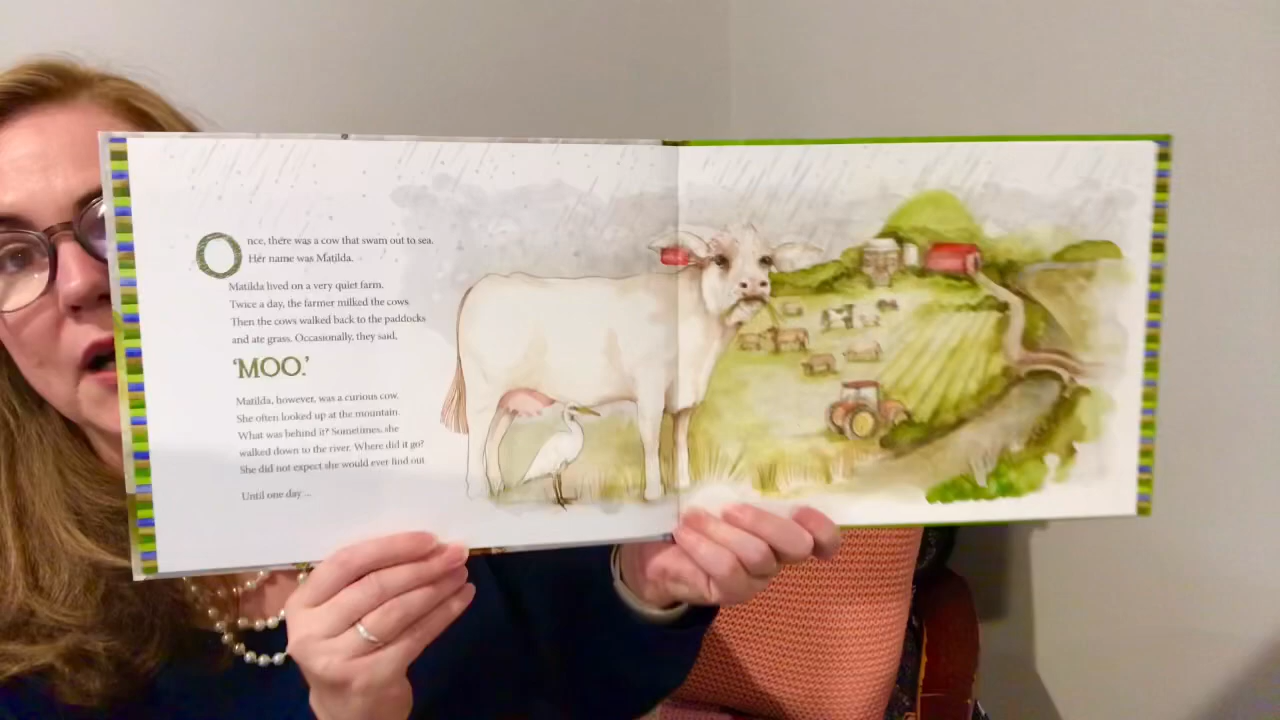 Once, there was a cow that swam out to sea.
Her name was Matilda.
Matilda lived on a very quiet farm.
Twice a day, the farmer milked the cows
Then the cows walked back to the paddocks
and ate grass. Occasionally, they said,
‘MOO.’
Matilda, however, was a curious cow.
She often looked up at the mountain.
What was behind it? Sometimes, she
walked down to the river. Where did it go?
She did not expect she would ever find out
Until one day ...